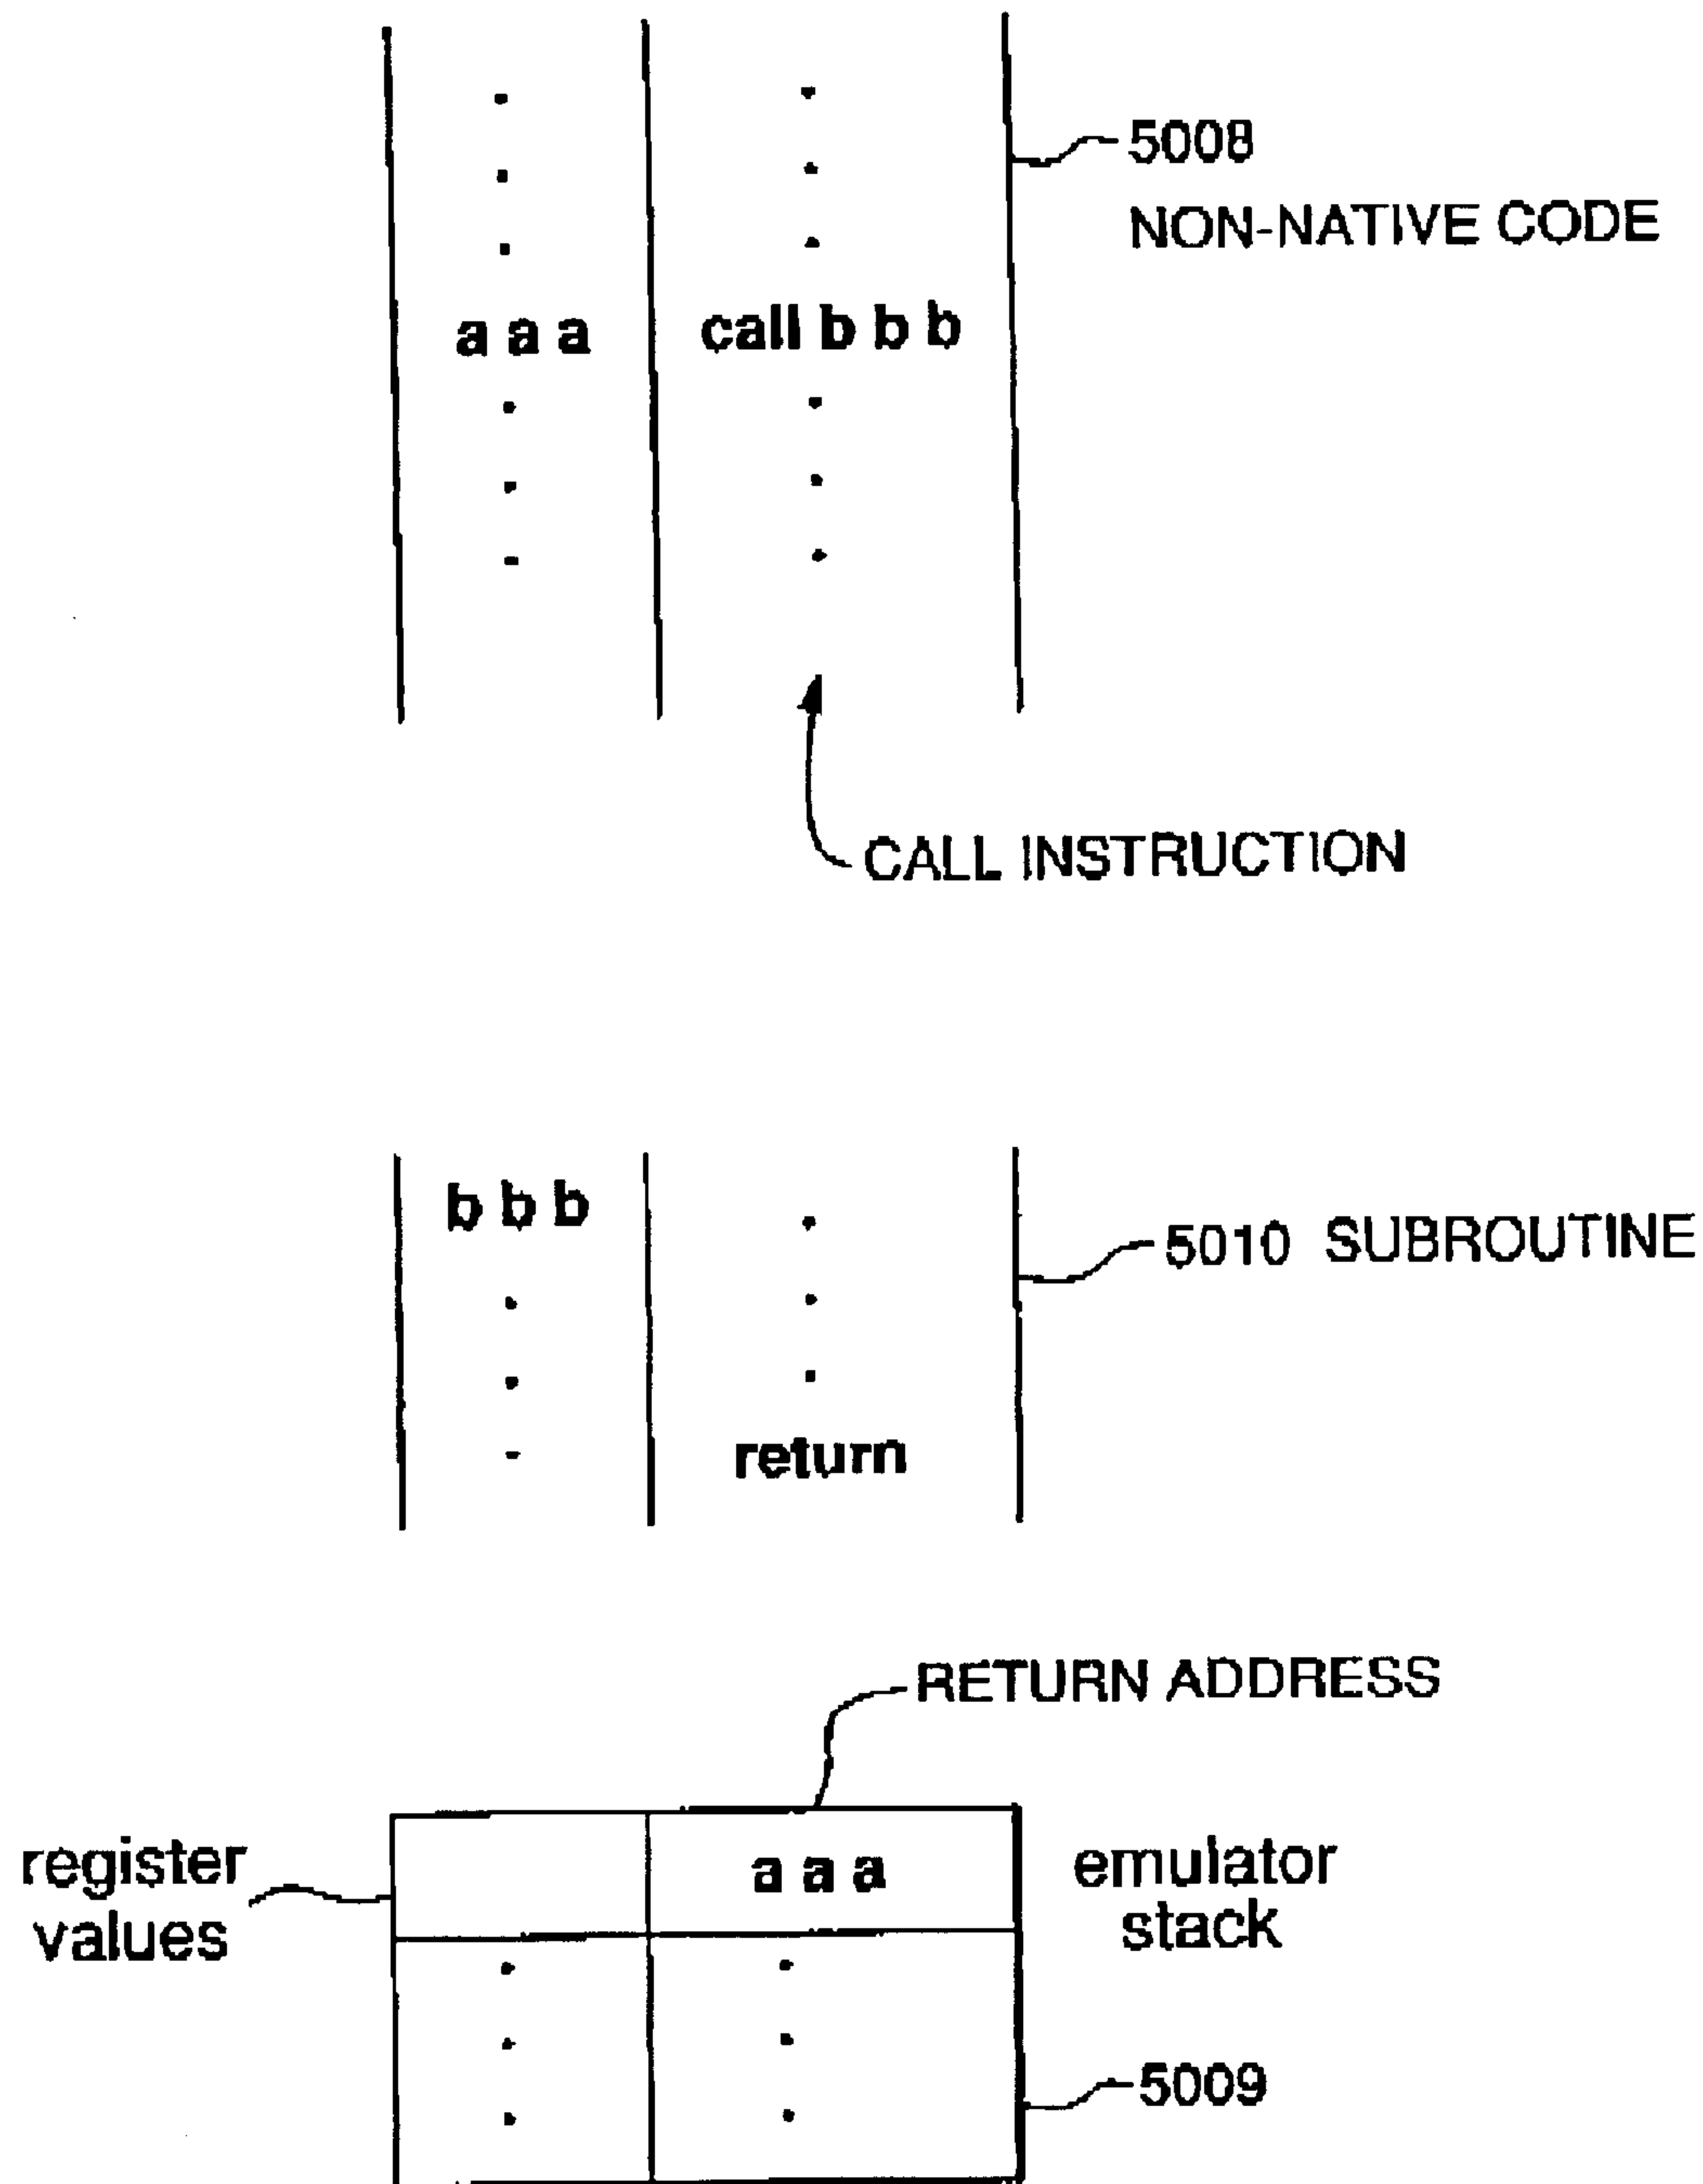 5008
NON-NATIVE CODE
a a a
call b b b
CALL INSTRUCTION
b b b
5010 SUBROUTINE
return
RETURN ADDRESS
register
values
a a a
emulator
stack
5009